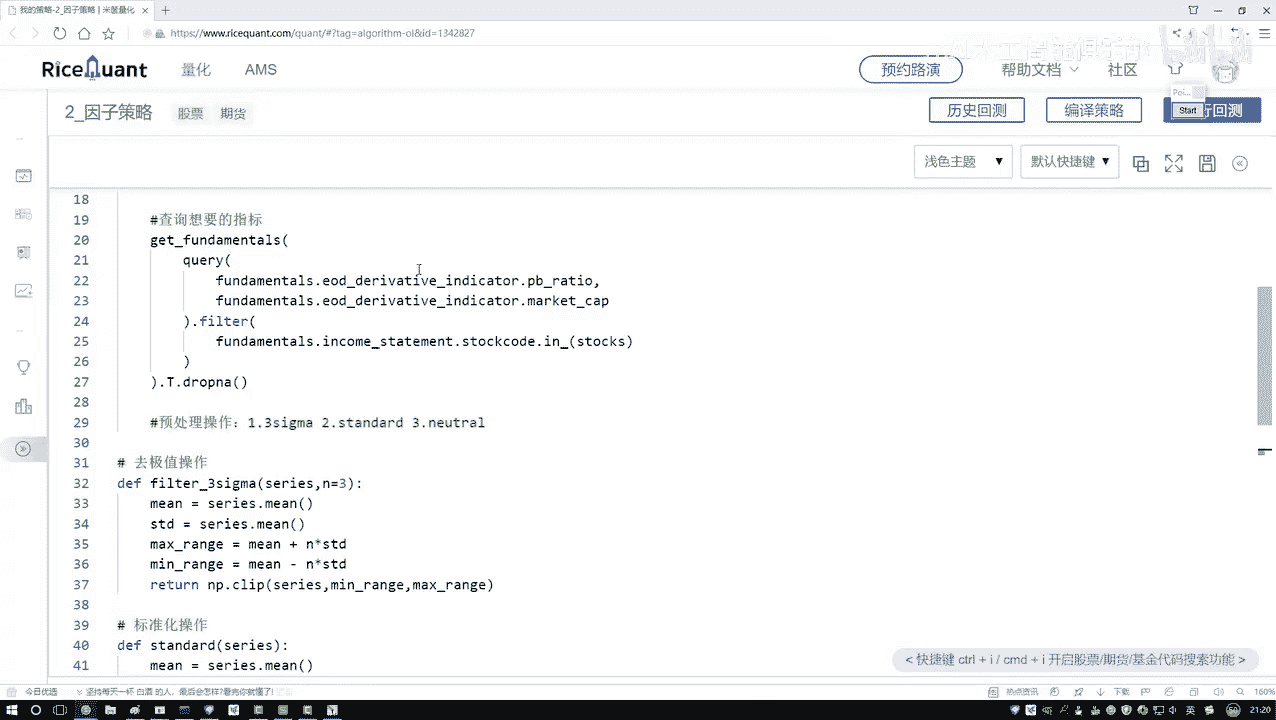 我的策略-2_因子策略 | 米筐量化
https://www.ricequant.com/quant/#?tag=algorithm-ol&id=1342827
RiceQuant 量化 AMS 预约路演 帮助文档 社区
Poi...
Start
2_因子策略 股票 期货 历史回测 编译策略 行回测
浅色主题 默认快捷键
18
19 #查询想要的指标
20 get_fundamentals(
21 query(
22 fundamentals.eod_derivative_indicator.pb_ratio,
23 fundamentals.eod_derivative_indicator.market_cap
24 ).filter(
25 fundamentals.income_statement.stockcode.in_(stocks)
26 )
27 ).T.dropna()
28
29 #预处理操作：1.3sigma 2.standard 3.neutral
30
31 # 去极值操作
32 def filter_3sigma(series,n=3):
33 mean = series.mean()
34 std = series.mean()
35 max_range = mean + n*std
36 min_range = mean - n*std
37 return np.clip(series,min_range,max_range)
38
39 # 标准化操作
40 def standard(series):
41 mean = series.mean()
< 快捷键 ctrl + i / cmd + i 开启股票/期货/基金代码搜索功能 >
今日优选 坚持每天一杯 白酒 的人，最后会怎样?看完你就懂了! 热点资讯 下载 160%
英 21:20